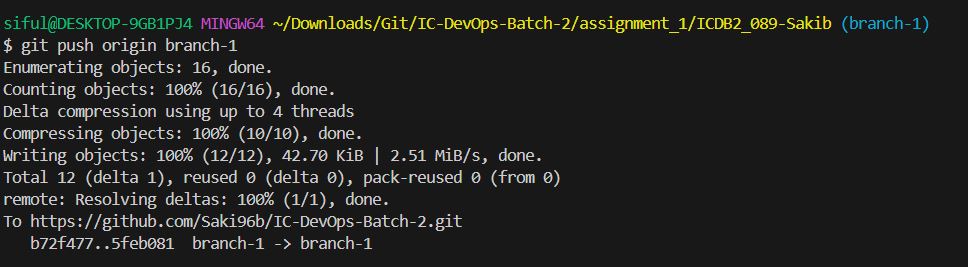 siful@DESKTOP-9GB1PJ4 MINGW64 ~/Downloads/Git/IC-DevOps-Batch-2/assignment_1/ICDB2_089-Sakib (branch-1)
$ git push origin branch-1
Enumerating objects: 16, done.
Counting objects: 100% (16/16), done.
Delta compression using up to 4 threads
Compressing objects: 100% (10/10), done.
Writing objects: 100% (12/12), 42.70 KiB | 2.51 MiB/s, done.
Total 12 (delta 1), reused 0 (delta 0), pack-reused 0 (from 0)
remote: Resolving deltas: 100% (1/1), done.
To https://github.com/Saki96b/IC-DevOps-Batch-2.git
   b72f477..5feb081  branch-1 -> branch-1